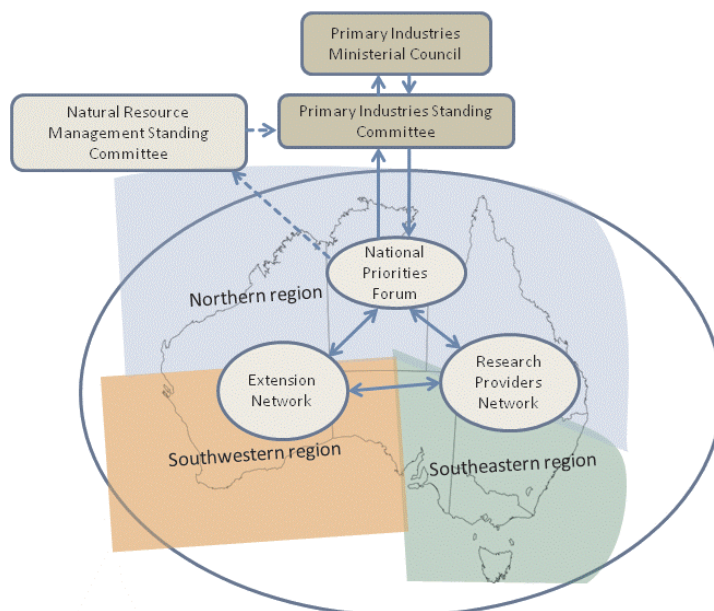 Primary Industries
Ministerial Council
Natural Resource
Management Standing
Committee
Primary Industries Standing
Committee
National
Priorities
Forum
Northern region
Extension
Network
Research
Providers
Network
Southwestern region
Southeastern region